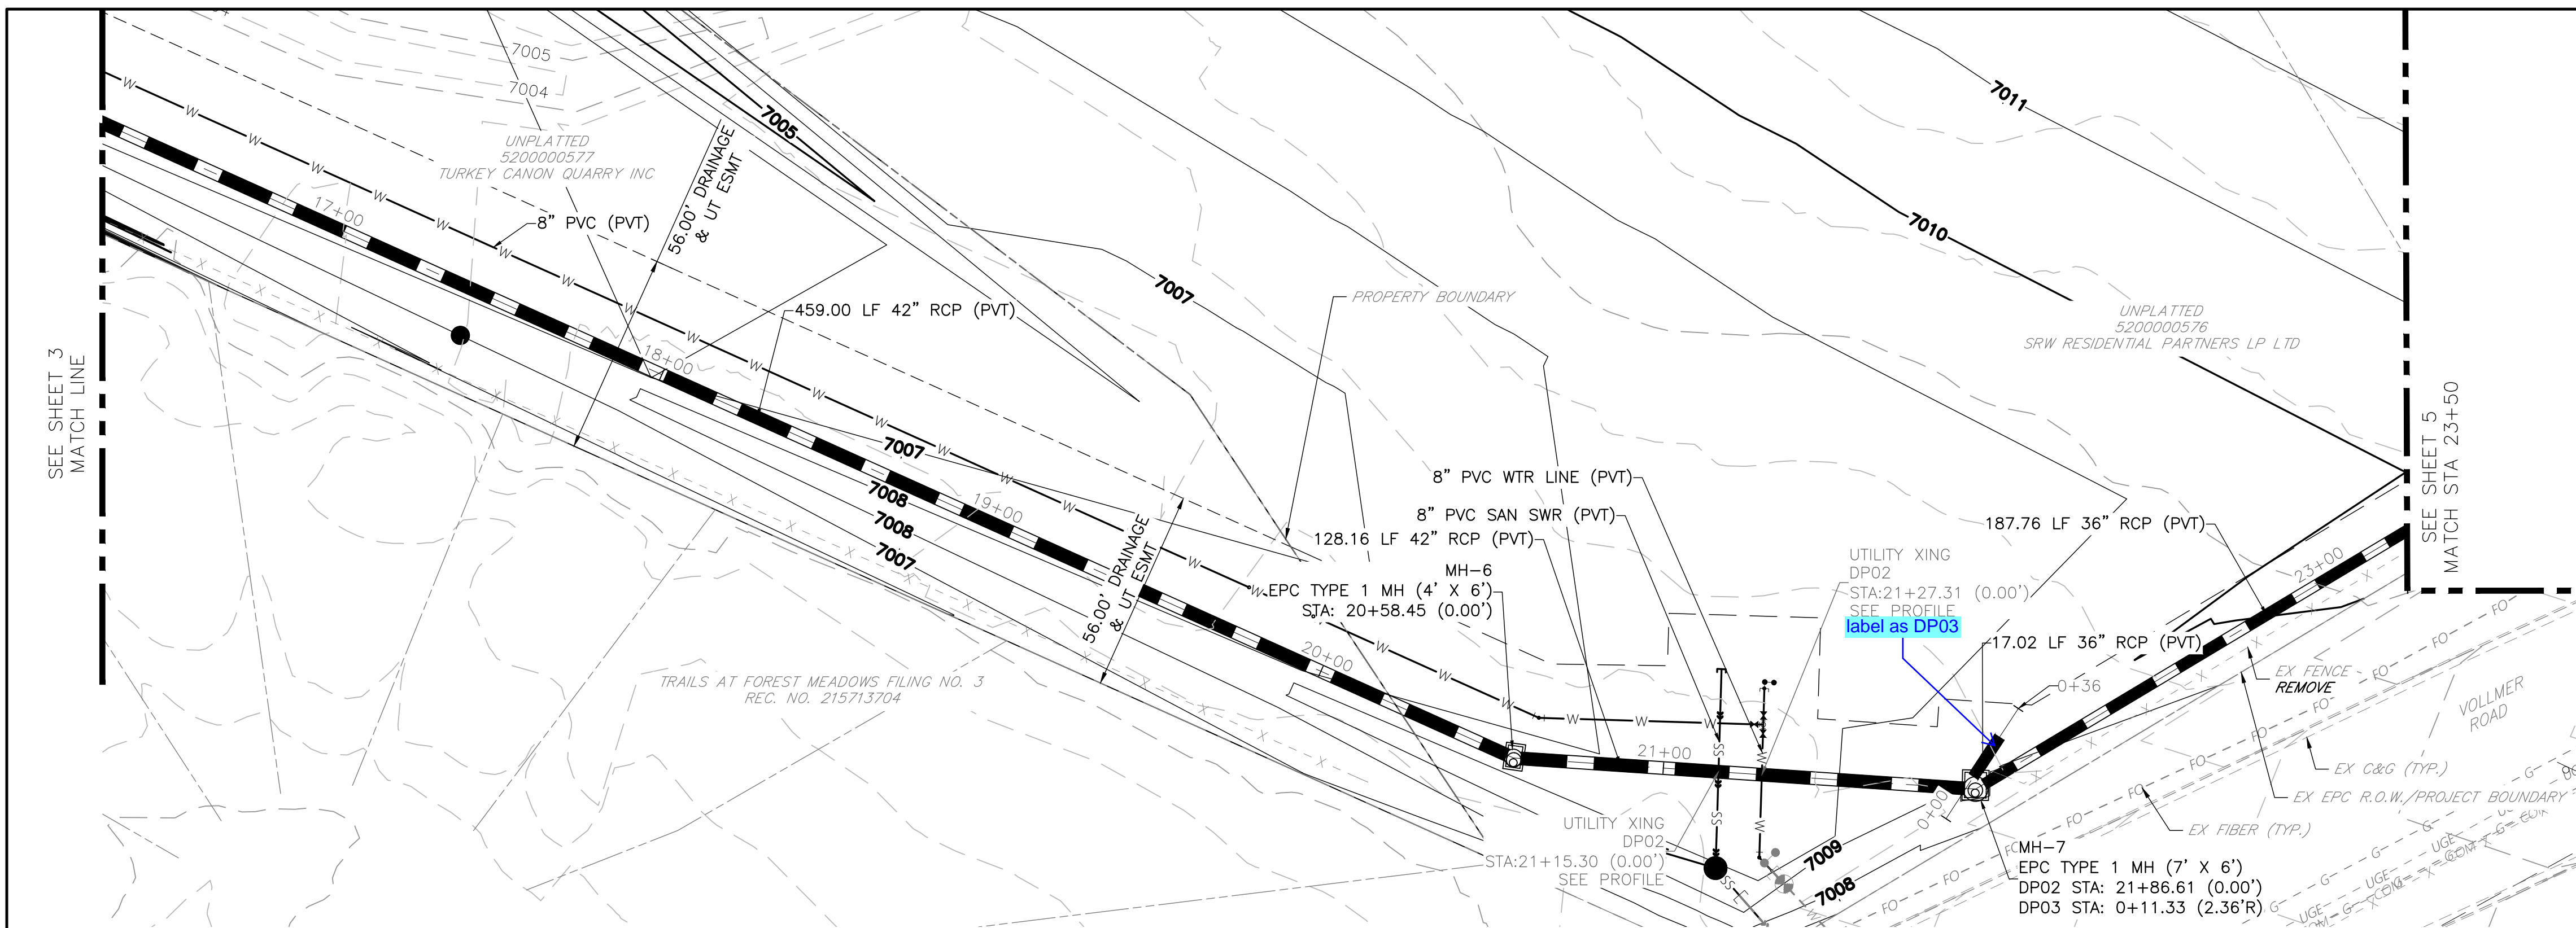 7005
7004
UNPLATTED
5200000577
TURKEY CANON QUARRY INC
7005
56.00' DRAINAGE
& UT ESMT
17+00
8" PVC (PVT)
7011
7010
7007
PROPERTY BOUNDARY
UNPLATTED
5200000576
SRW RESIDENTIAL PARTNERS LP LTD
459.00 LF 42" RCP (PVT)
18+00
SEE SHEET 3
MATCH LINE
SEE SHEET 5
MATCH STA 23+50
7007
7008
7008
7007
19+00
56.00' DRAINAGE
& UT ESMT
8" PVC WTR LINE (PVT)
8" PVC SAN SWR (PVT)
128.16 LF 42" RCP (PVT)
MH-6
EPC TYPE 1 MH (4' X 6')
STA: 20+58.45 (0.00')
187.76 LF 36" RCP (PVT)
23+00
UTILITY XING
DP02
STA:21+27.31 (0.00')
SEE PROFILE
label as DP03
17.02 LF 36" RCP (PVT)
0+36
EX FENCE
REMOVE
VOLLMER
ROAD
20+00
TRAILS AT FOREST MEADOWS FILING NO. 3
REC. NO. 215713704
21+00
EX C&G (TYP.)
EX EPC R.O.W./PROJECT BOUNDARY
EX FIBER (TYP.)
0+00
UTILITY XING
DP02
STA:21+15.30 (0.00')
SEE PROFILE
7009
7008
MH-7
EPC TYPE 1 MH (7' X 6')
DP02 STA: 21+86.61 (0.00')
DP03 STA: 0+11.33 (2.36'R)